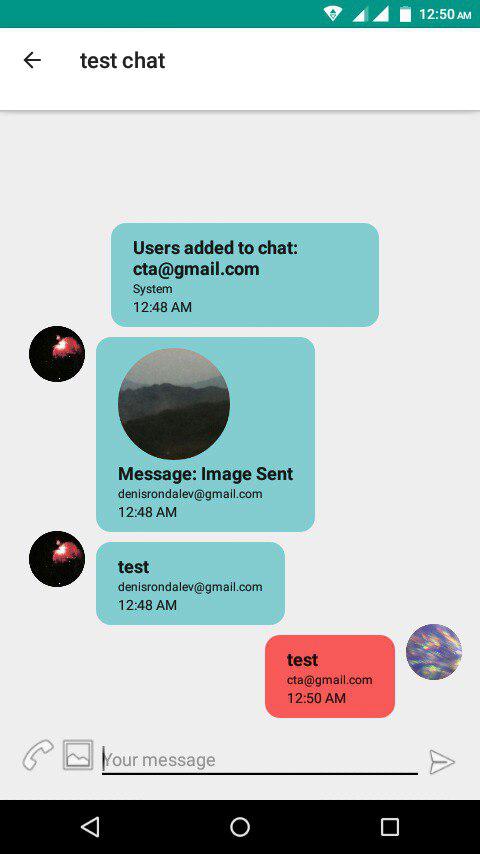 12:50 AM
test chat
Users added to chat:
cta@gmail.com
System
12:48 AM
Message: Image Sent
denisrondalev@gmail.com
12:48 AM
test
denisrondalev@gmail.com
12:48 AM
test
cta@gmail.com
12:50 AM
Your message